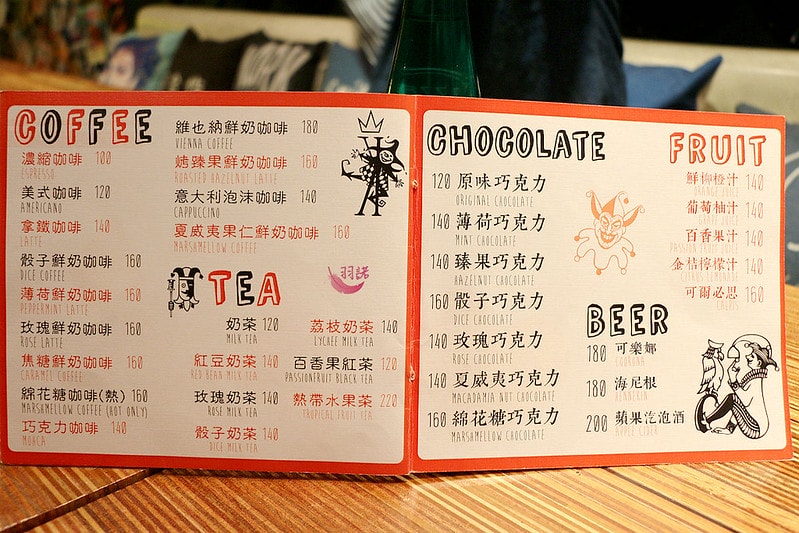 COFFEE
濃縮咖啡 100
ESPRESSO
美式咖啡 120
AMERICANO
拿鐵咖啡 140
LATTE
骰子鮮奶咖啡 160
DICE COFFEE
薄荷鮮奶咖啡 160
PEPPERMINT LATTE
玫瑰鮮奶咖啡 160
ROSE LATTE
焦糖鮮奶咖啡 160
CARAMEL COFFEE
綿花糖咖啡(熱) 160
MARSHMELLOW COFFEE (HOT ONLY)
巧克力咖啡 140
MOHCA
維也納鮮奶咖啡 180
VIENNA COFFEE
烤臻果鮮奶咖啡 160
ROASTED HAZELNUT LATTE
意大利泡沫咖啡 140
CAPPUCCINO
夏威夷果仁鮮奶咖啡 160
MARSHMELLOW COFFEE
TEA
羽諾
奶茶 120
MILK TEA
紅豆奶茶 140
RED BEAN MILK TEA
玫瑰奶茶 140
ROSE MILK TEA
骰子奶茶 140
DICE MILK TEA
荔枝奶茶 140
LYCHEE MILK TEA
百香果紅茶 120
PASSIONFRUIT BLACK TEA
熱帶水果茶 220
TROPICAL FRUIT TEA
CHOCOLATE
120 原味巧克力
ORIGINAL CHOCOLATE
140 薄荷巧克力
MINT CHOCOLATE
140 臻果巧克力
HAZELNUT CHOCOLATE
160 骰子巧克力
DICE CHOCOLATE
140 玫瑰巧克力
ROSE CHOCOLATE
140 夏威夷巧克力
MACADAMIA NUT CHOCOLATE
160 綿花糖巧克力
MARSHMELLOW CHOCOLATE
FRUIT
鮮柳橙汁 140
葡萄柚汁 140
百香果汁 140
金桔檸檬汁 140
可爾必思 160
CALPIS
BEER
180 可樂娜
CORRONA
180 海尼根
200 蘋果汽泡酒
APPLE CIDER